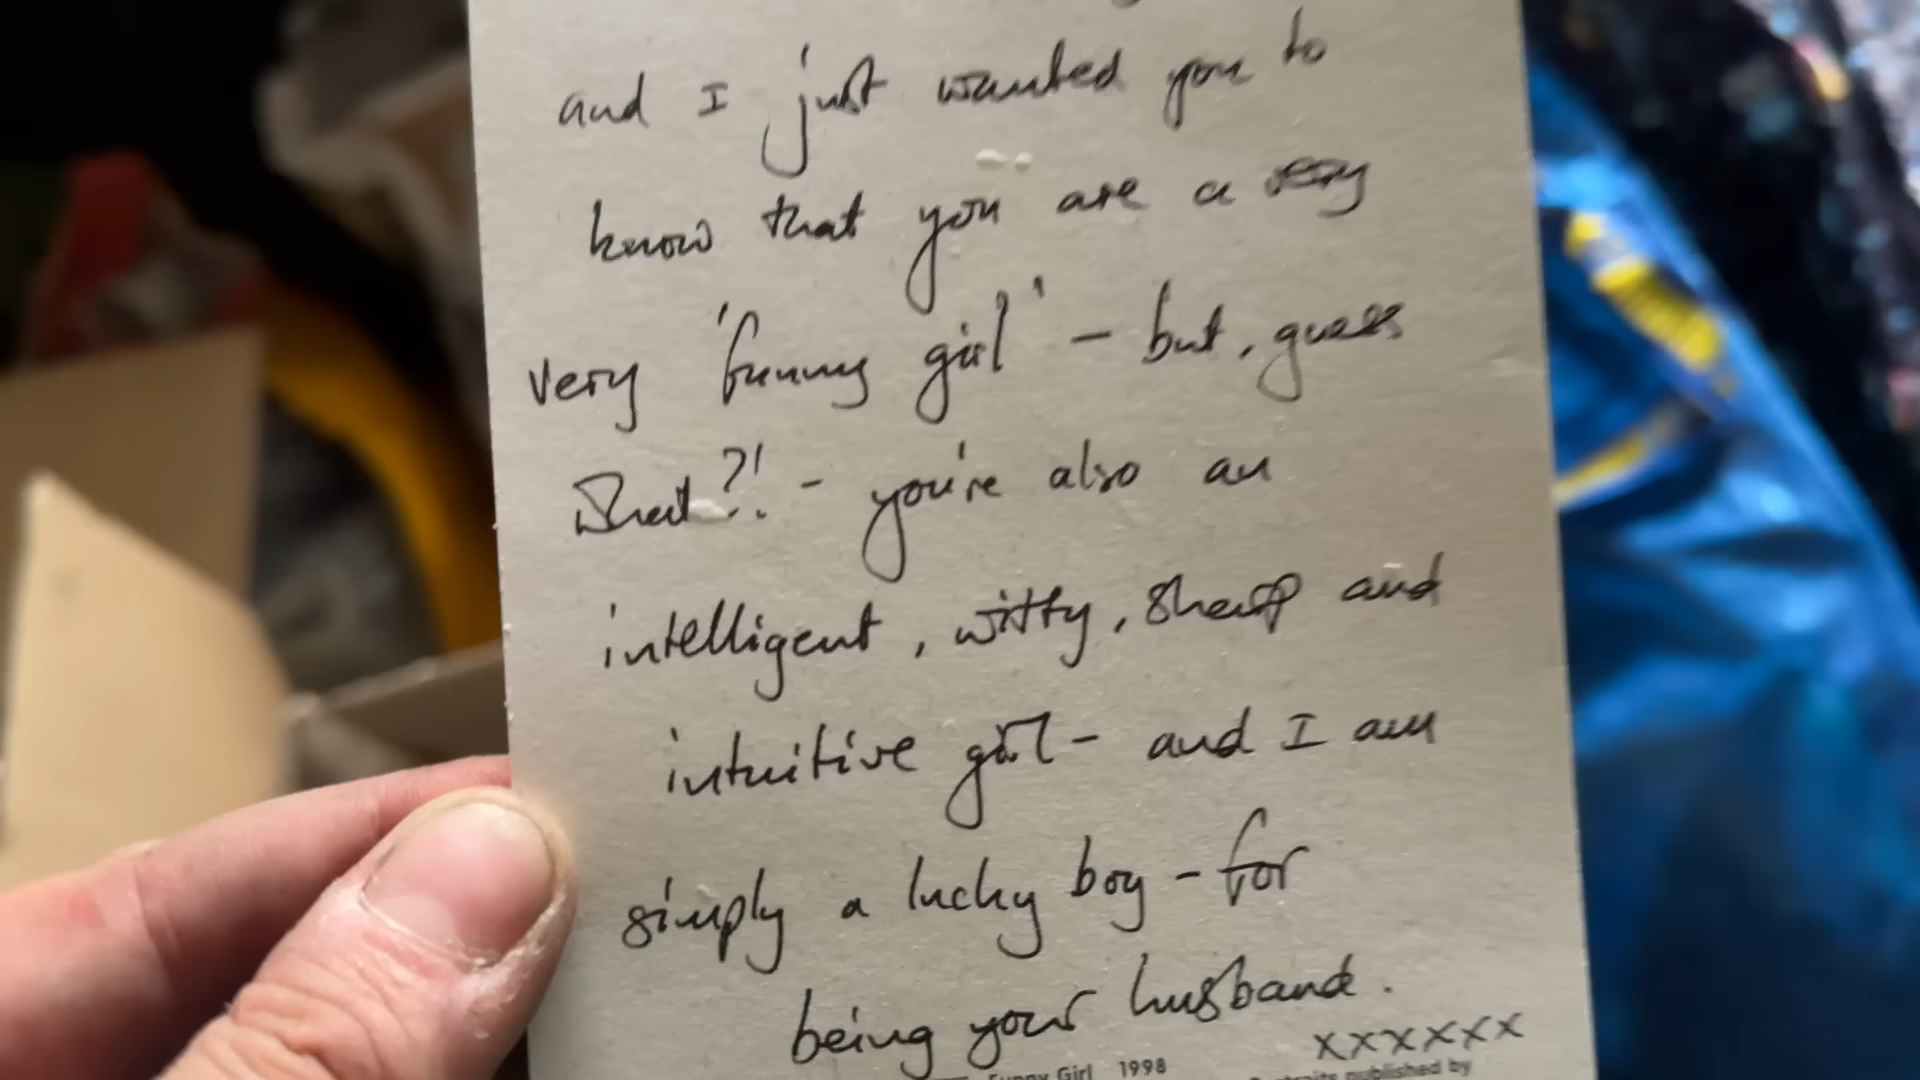 and I just wanted you to
know that you are a very
very 'funny girl' - but, guess
What?! - you're also an
intelligent, witty, sharp and
intuitive girl - and I am
simply a lucky boy - for
being your husband.
xxxxxx
Funny Girl 1998
published by